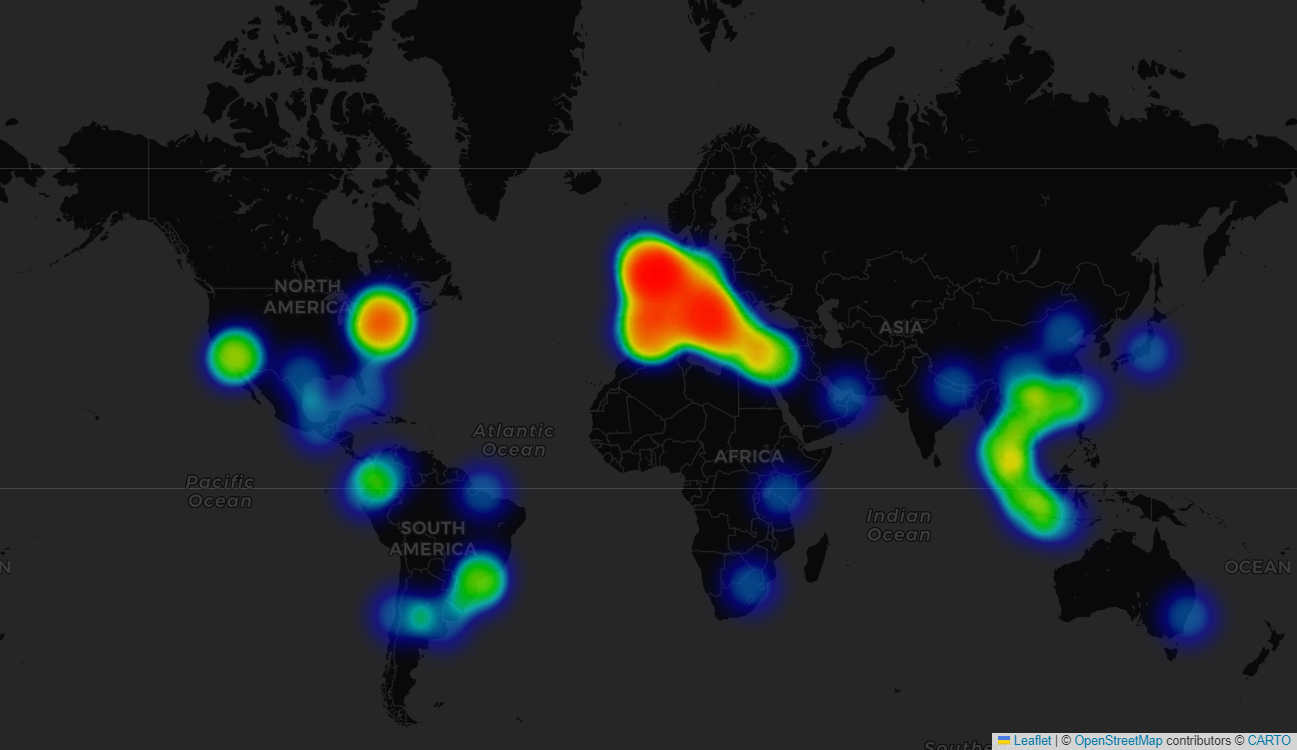 NORTH
AMERICA
ASIA
Atlantic
Ocean
AFRICA
Pacific
Ocean
SOUTH
AMERICA
Indian
Ocean
N
OCEAN
Leaflet | © OpenStreetMap contributors © CARTO